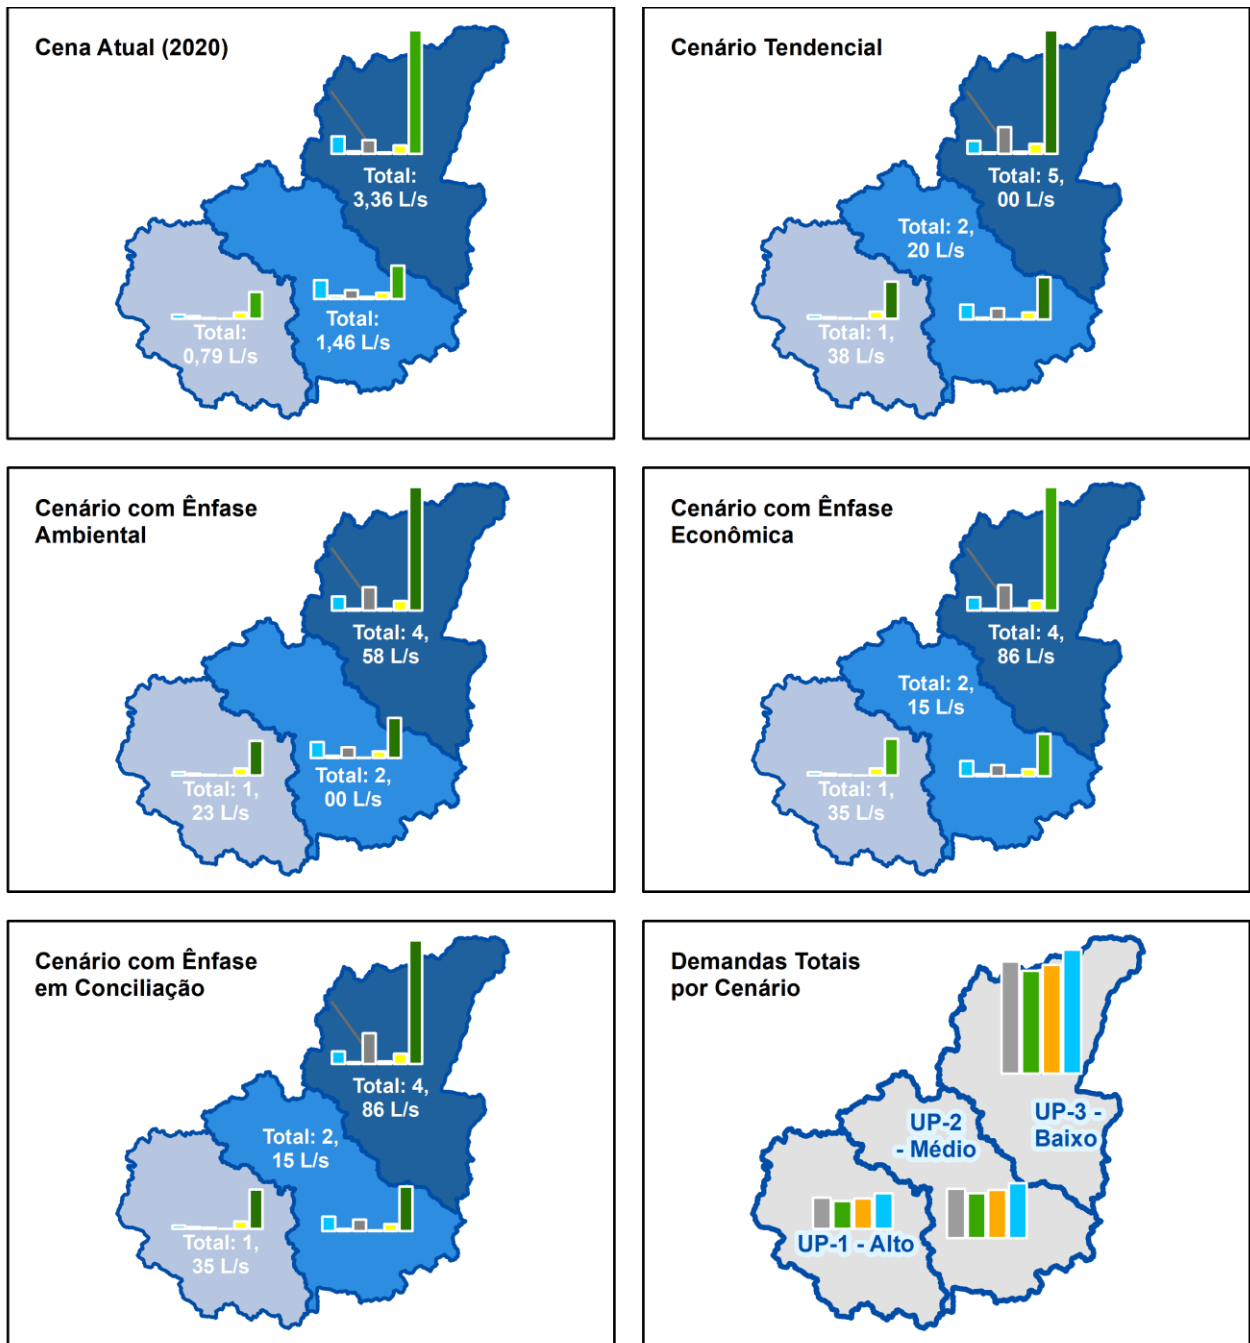 Cena Atual (2020)
Total:
3,36 L/s
Total:
1,46 L/s
Total:
0,79 L/s
Cenário Tendencial
Total: 5,
00 L/s
Total: 2,
20 L/s
Total: 1,
38 L/s
Cenário com Ênfase
Ambiental
Total: 4,
58 L/s
Total: 2,
00 L/s
Total: 1,
23 L/s
Cenário com Ênfase
Econômica
Total: 4,
86 L/s
Total: 2,
15 L/s
Total: 1,
35 L/s
Cenário com Ênfase
em Conciliação
Total: 4,
86 L/s
Total: 2,
15 L/s
Total: 1,
35 L/s
Demandas Totais
por Cenário
UP-3 -
Baixo
UP-2
- Médio
UP-1 - Alto